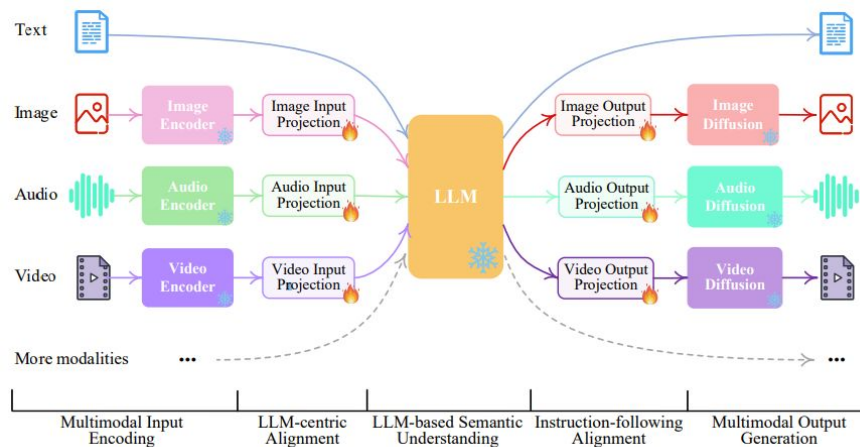 Text
Image
Image
Encoder
Image Input
Projection
Image Output
Projection
Image
Diffusion
Audio
Audio
Encoder
Audio Input
Projection
LLM
Audio Output
Projection
Audio
Diffusion
Video
Video
Encoder
Video Input
Projection
Video Output
Projection
Video
Diffusion
More modalities ...
...
Multimodal Input
Encoding
LLM-centric
Alignment
LLM-based Semantic
Understanding
Instruction-following
Alignment
Multimodal Output
Generation